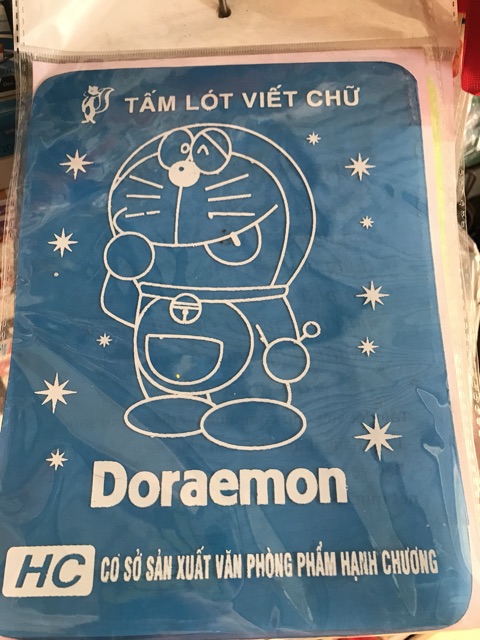 TẤM LÓT VIẾT CHỮ
Doraemon
HC CƠ SỞ SẢN XUẤT VĂN PHÒNG PHẨM HẠNH CHƯƠNG